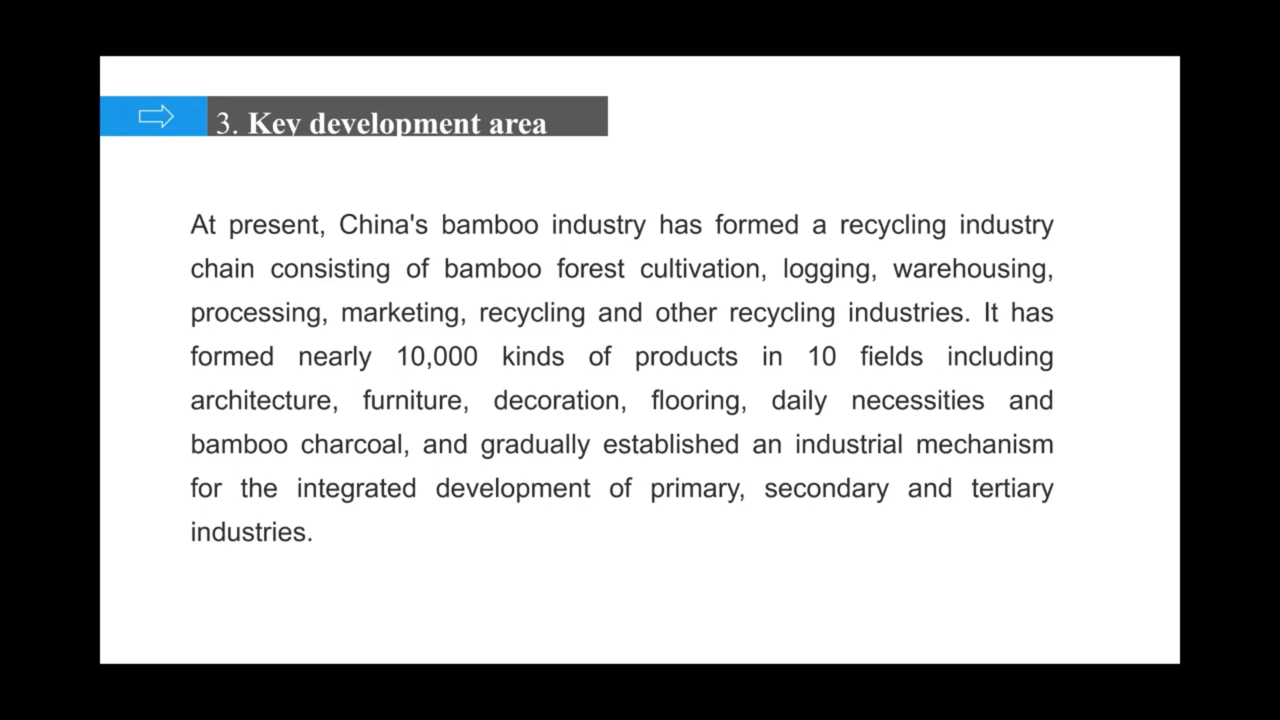 3. Key development area
At present, China's bamboo industry has formed a recycling industry
chain consisting of bamboo forest cultivation, logging, warehousing,
processing, marketing, recycling and other recycling industries. It has
formed nearly 10,000 kinds of products in 10 fields including
architecture, furniture, decoration, flooring, daily necessities and
bamboo charcoal, and gradually established an industrial mechanism
for the integrated development of primary, secondary and tertiary
industries.